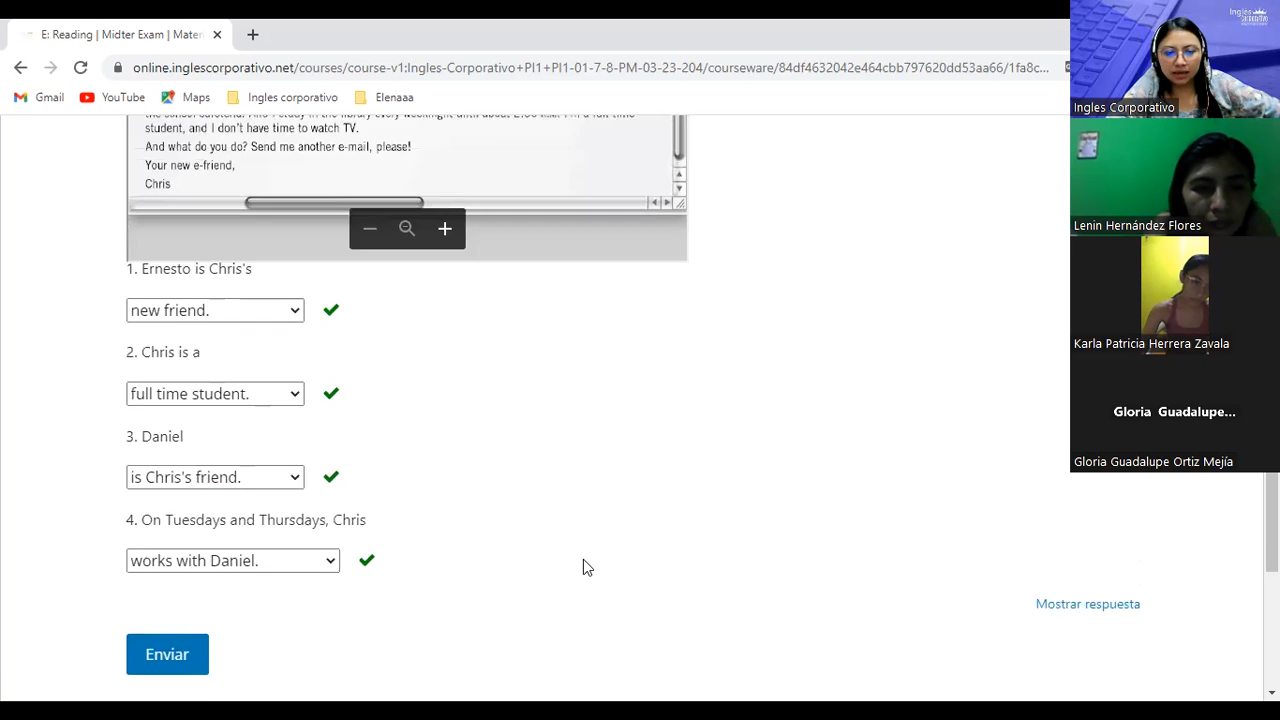 E: Reading | Midter Exam | Mater
online.inglescorporativo.net/courses/course-v1:Ingles-Corporativo+PI1+PI1-01-7-8-PM-03-23-204/courseware/84df4632042e464cbb797620dd53aa66/1fa8c...
Gmail YouTube Maps Ingles corporativo Elenaaa
student, and I don't have time to watch TV.
And what do you do? Send me another e-mail, please!
Your new e-friend,
Chris
1. Ernesto is Chris's
new friend.
2. Chris is a
full time student.
3. Daniel
is Chris's friend.
4. On Tuesdays and Thursdays, Chris
works with Daniel.
Mostrar respuesta
Enviar
Ingles
Ingles Corporativo
Lenin Hernández Flores
Karla Patricia Herrera Zavala
Gloria Guadalupe...
Gloria Guadalupe Ortiz Mejía